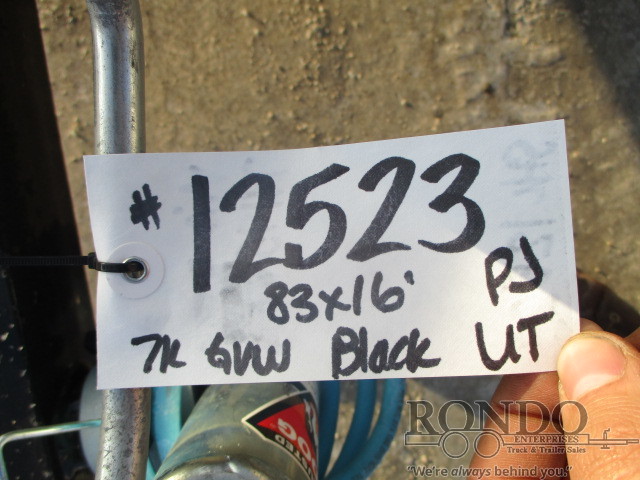 # 12523
83x16' PJ
7K GVW Black UT
RONDO
ENTERPRISES
Truck & Trailer Sales
"We're always behind you."